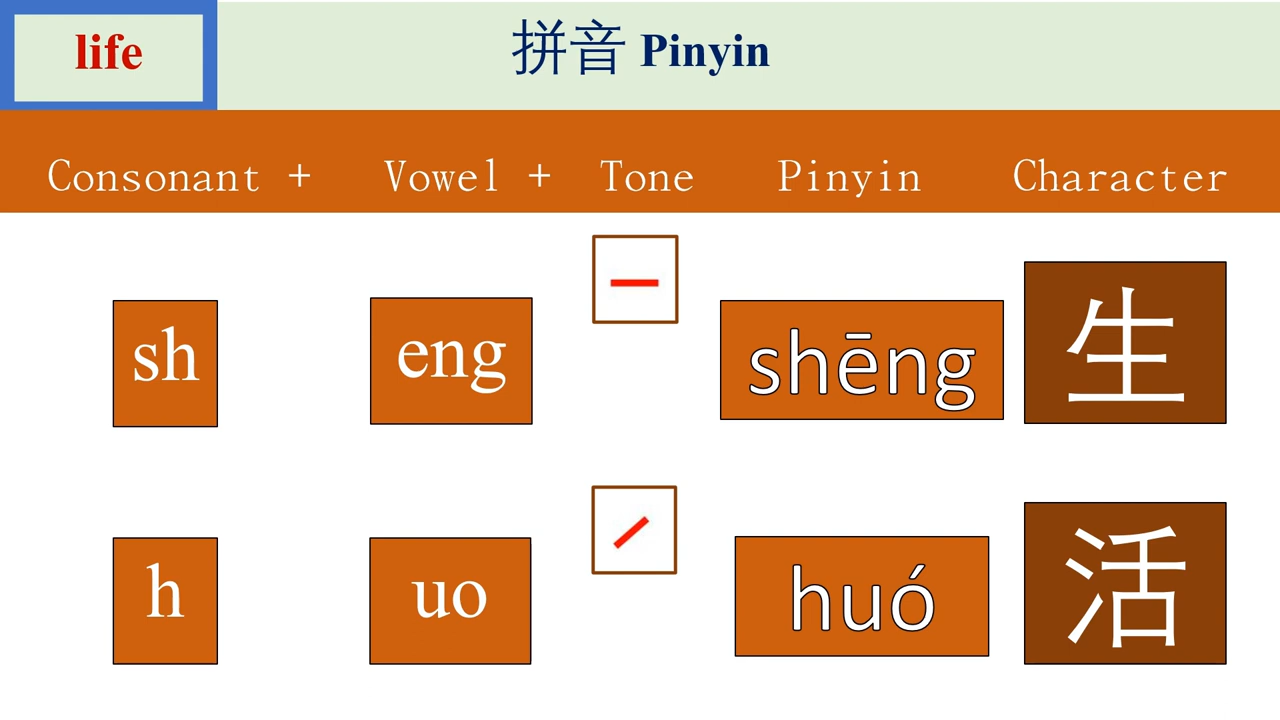 life
拼音 Pinyin
Consonant + Vowel + Tone Pinyin Character
sh eng shēng 生
h uo huó 活